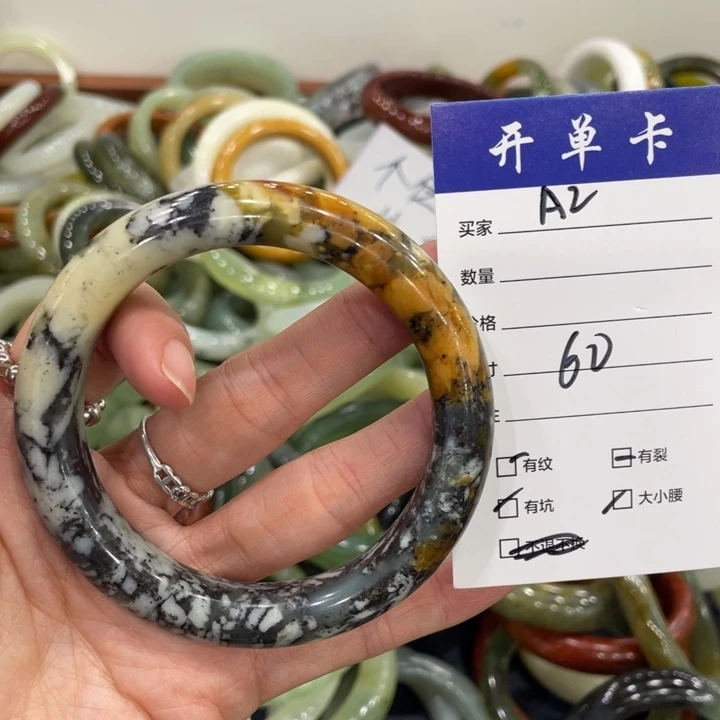 开单卡
买家 A2
数量
格
寸 60
有纹 有裂
有坑 大小腰